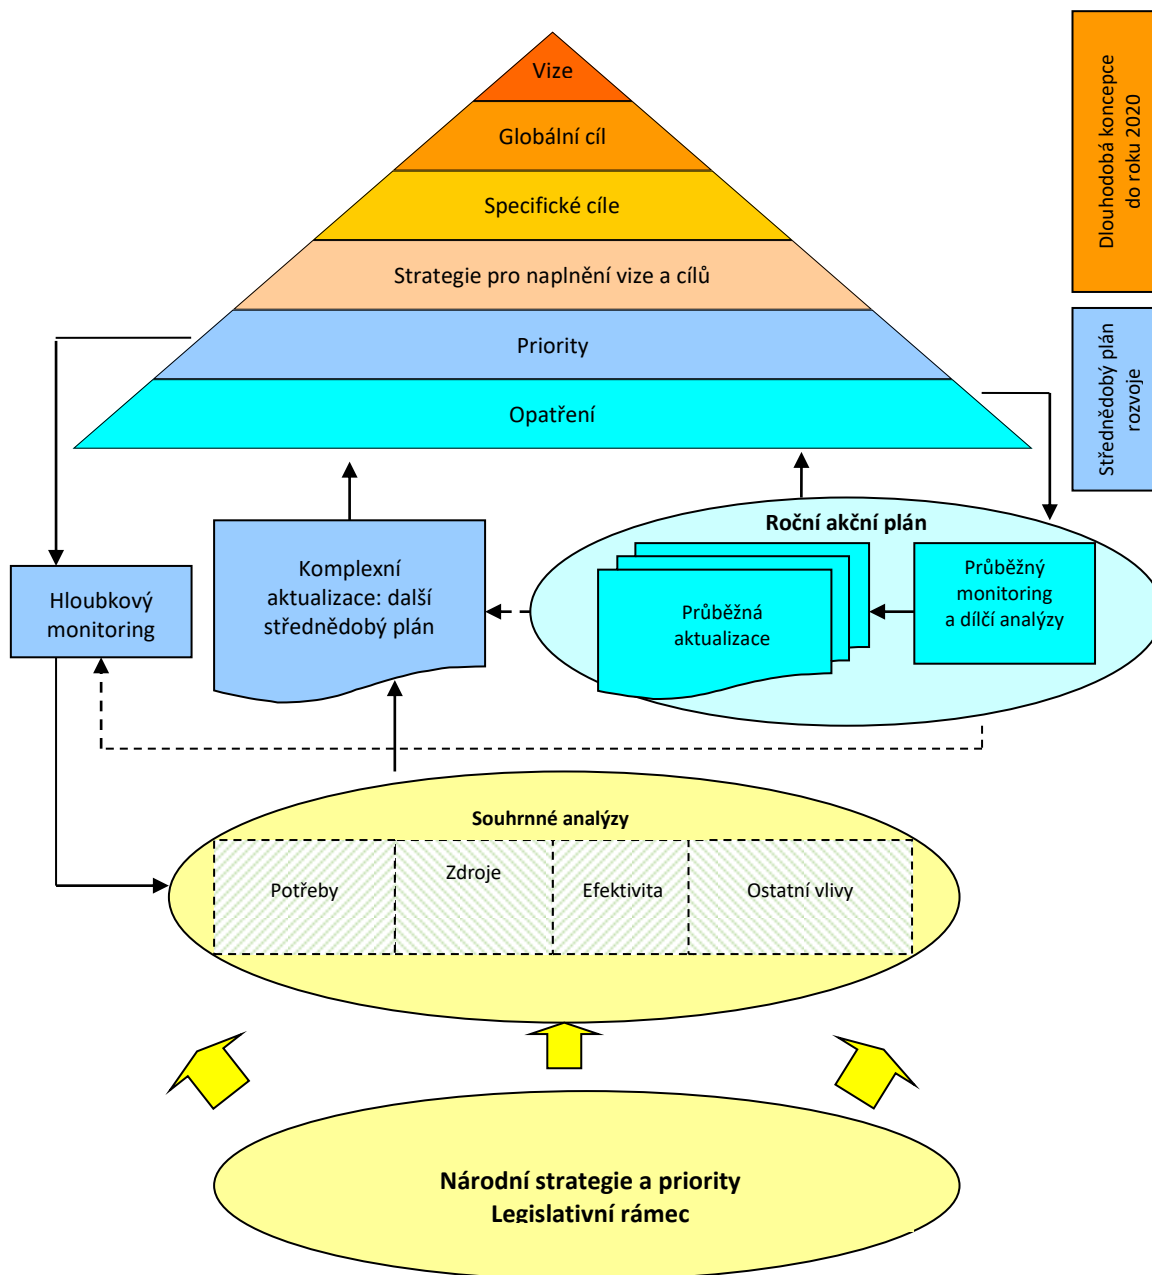 Vize
Globální cíl
Specifické cíle
Strategie pro naplnění vize a cílů
Priority
Opatření
Dlouhodobá koncepce
do roku 2020
Střednědobý plán
rozvoje
Roční akční plán
Hloubkový
monitoring
Komplexní
aktualizace: další
střednědobý plán
Průběžná
aktualizace
Průběžný
monitoring
a dílčí analýzy
Souhrnné analýzy
Potřeby
Zdroje
Efektivita
Ostatní vlivy
Národní strategie a priority
Legislativní rámec